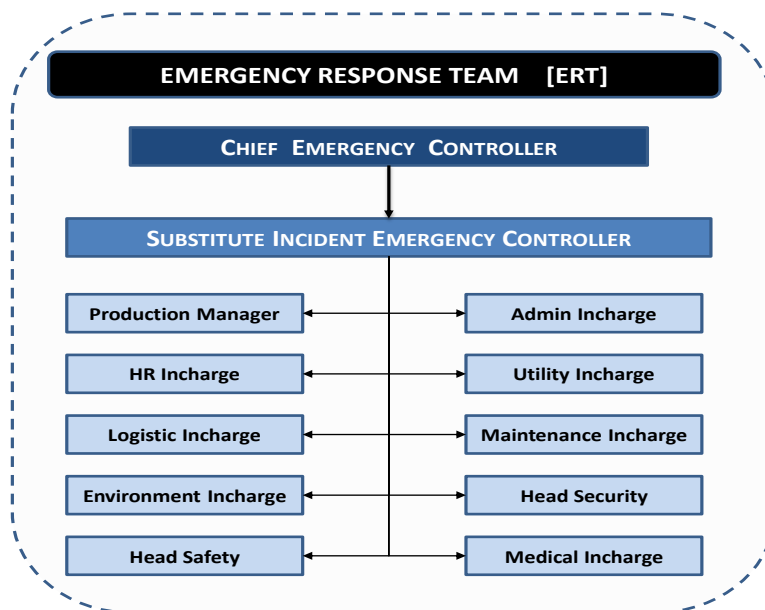 EMERGENCY RESPONSE TEAM [ERT]
CHIEF EMERGENCY CONTROLLER
SUBSTITUTE INCIDENT EMERGENCY CONTROLLER
Production Manager
Admin Incharge
HR Incharge
Utility Incharge
Logistic Incharge
Maintenance Incharge
Environment Incharge
Head Security
Head Safety
Medical Incharge